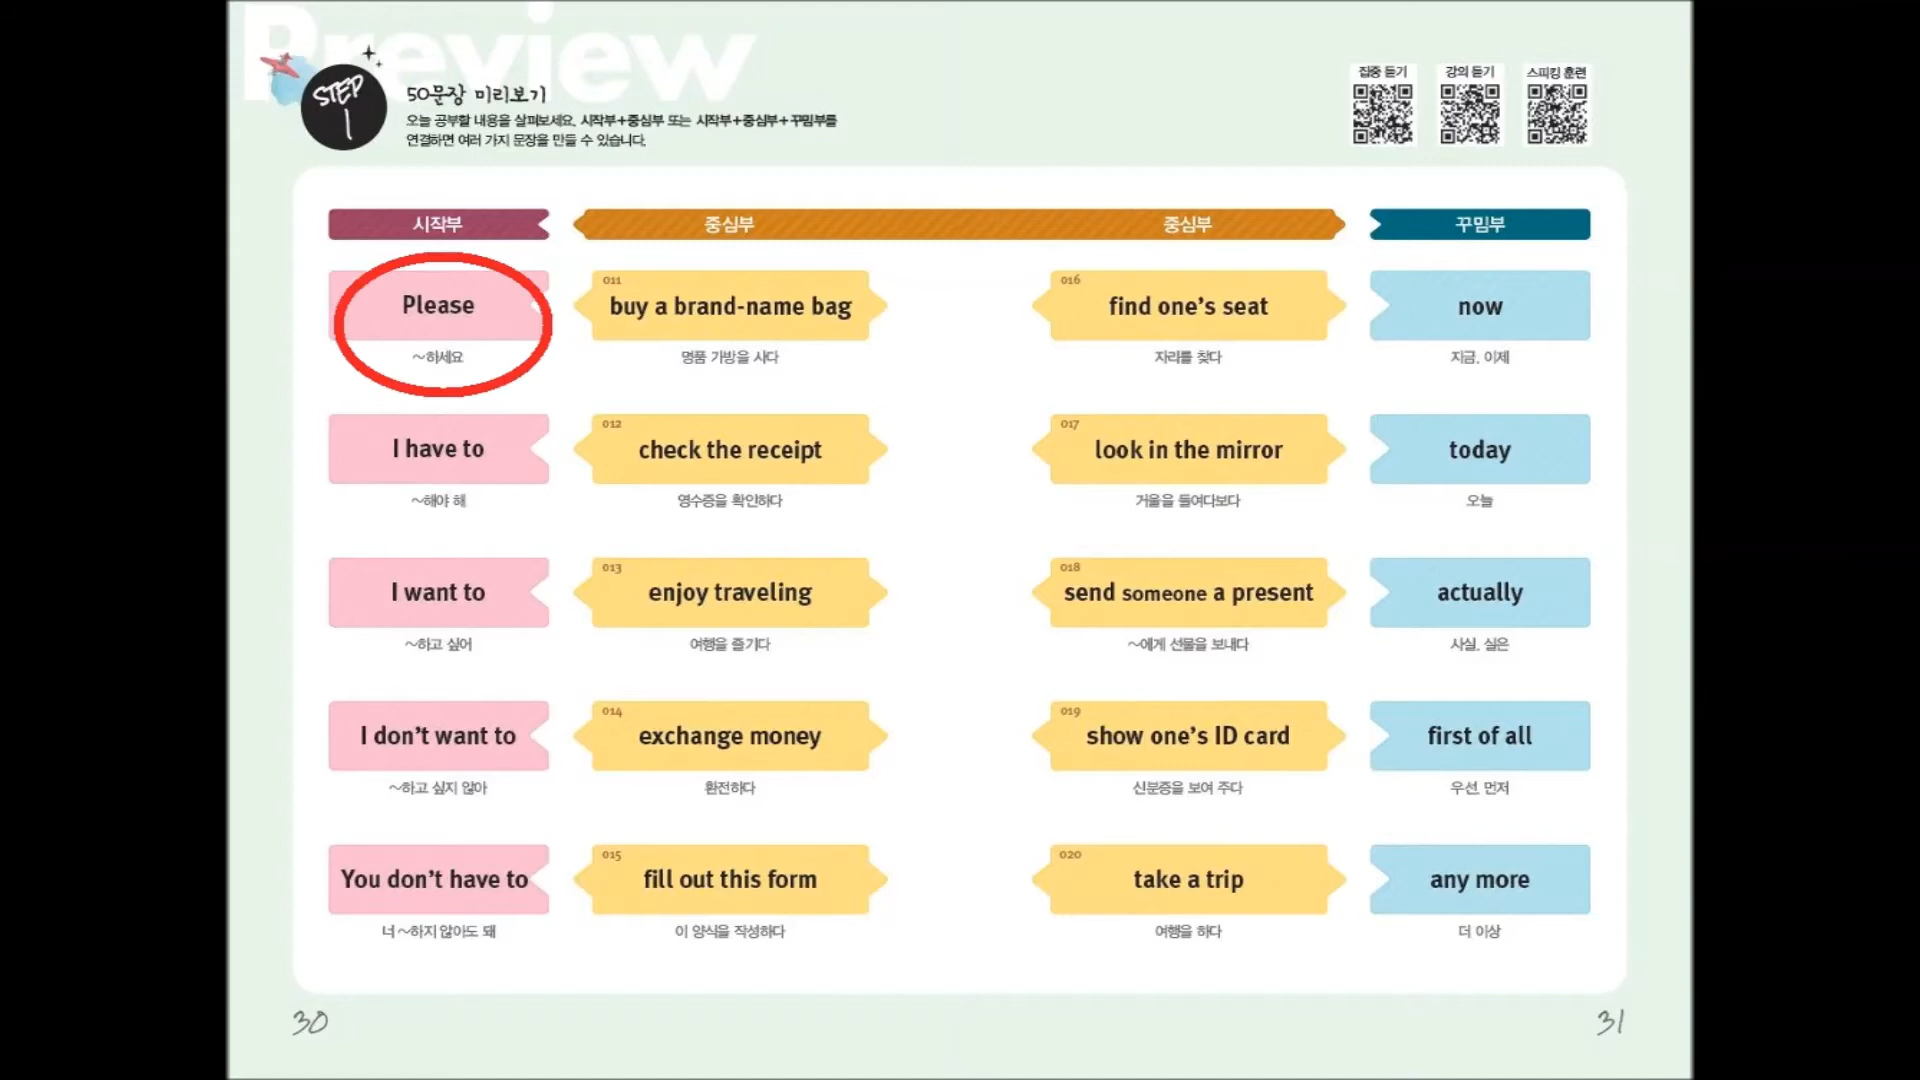 Preview
STEP 1
50문장 미리보기
오늘 공부할 내용을 살펴보세요. 시작부+중심부 또는 시작부+중심부+꾸밈부를
연결하면 여러 가지 문장을 만들 수 있습니다.
집중 듣기
강의 듣기
스피킹 훈련
시작부
중심부
중심부
꾸밈부
Please
~하세요
011
buy a brand-name bag
명품 가방을 사다
016
find one's seat
자리를 찾다
now
지금, 이제
I have to
~해야 해
012
check the receipt
영수증을 확인하다
017
look in the mirror
거울을 들여다보다
today
오늘
I want to
~하고 싶어
013
enjoy traveling
여행을 즐기다
018
send someone a present
~에게 선물을 보내다
actually
사실, 실은
I don't want to
~하고 싶지 않아
014
exchange money
환전하다
019
show one's ID card
신분증을 보여 주다
first of all
우선, 먼저
You don't have to
너 ~하지 않아도 돼
015
fill out this form
이 양식을 작성하다
020
take a trip
여행을 하다
any more
더 이상
30
31